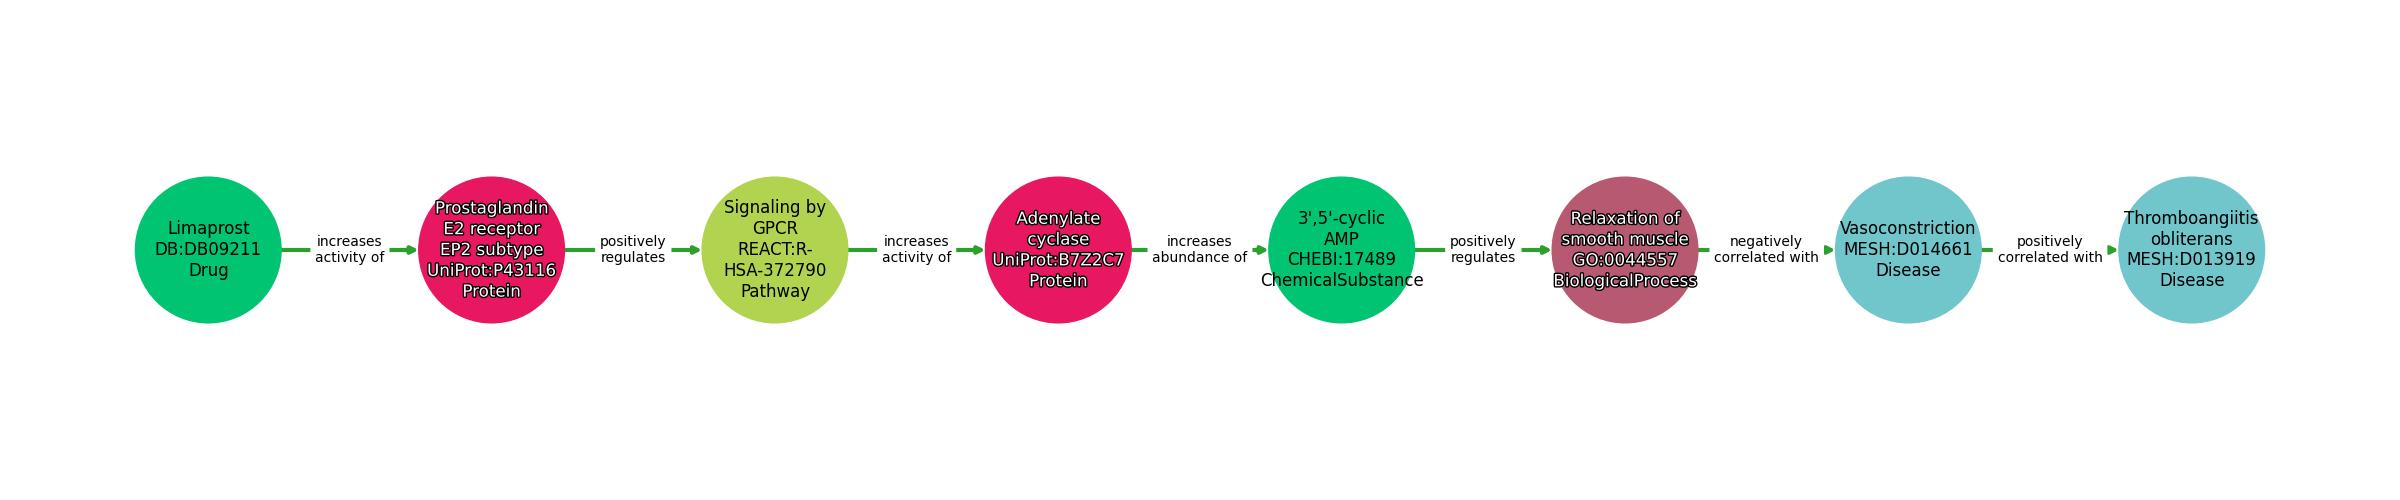 Limaprost
DB:DB09211
Drug
increases
activity of
Prostaglandin
E2 receptor
EP2 subtype
UniProt:P43116
Protein
positively
regulates
Signaling by
GPCR
REACT:R-
HSA-372790
Pathway
increases
activity of
Adenylate
cyclase
UniProt:B7Z2C7
Protein
increases
abundance of
3',5'-cyclic
AMP
CHEBI:17489
ChemicalSubstance
positively
regulates
Relaxation of
smooth muscle
GO:0044557
BiologicalProcess
negatively
correlated with
Vasoconstriction
MESH:D014661
Disease
positively
correlated with
Thromboangiitis
obliterans
MESH:D013919
Disease